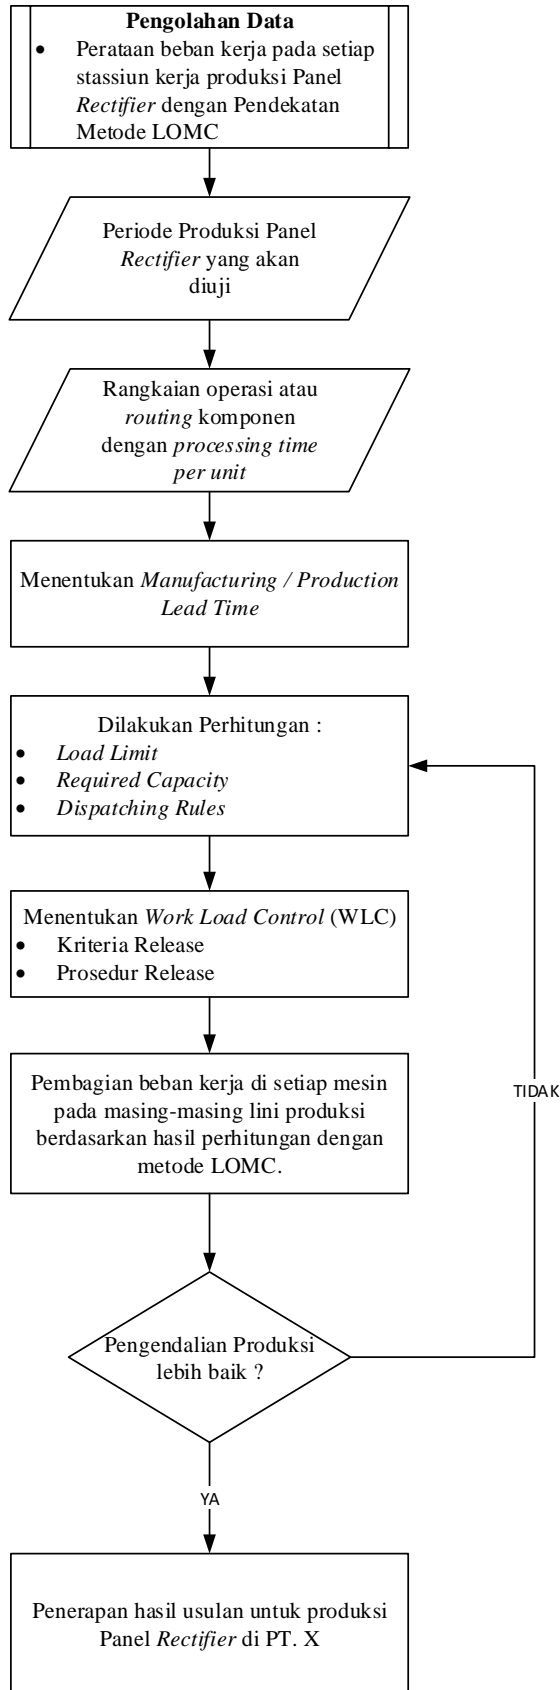 Pengolahan Data
• Perataan beban kerja pada setiap
stassiun kerja produksi Panel
Rectifier dengan Pendekatan
Metode LOMC
Periode Produksi Panel
Rectifier yang akan
diuji
Rangkaian operasi atau
routing komponen
dengan processing time
per unit
Menentukan Manufacturing / Production
Lead Time
Dilakukan Perhitungan :
• Load Limit
• Required Capacity
• Dispatching Rules
Menentukan Work Load Control (WLC)
• Kriteria Release
• Prosedur Release
Pembagian beban kerja di setiap mesin
pada masing-masing lini produksi
berdasarkan hasil perhitungan dengan
metode LOMC.
TIDAK
Pengendalian Produksi
lebih baik ?
YA
Penerapan hasil usulan untuk produksi
Panel Rectifier di PT. X